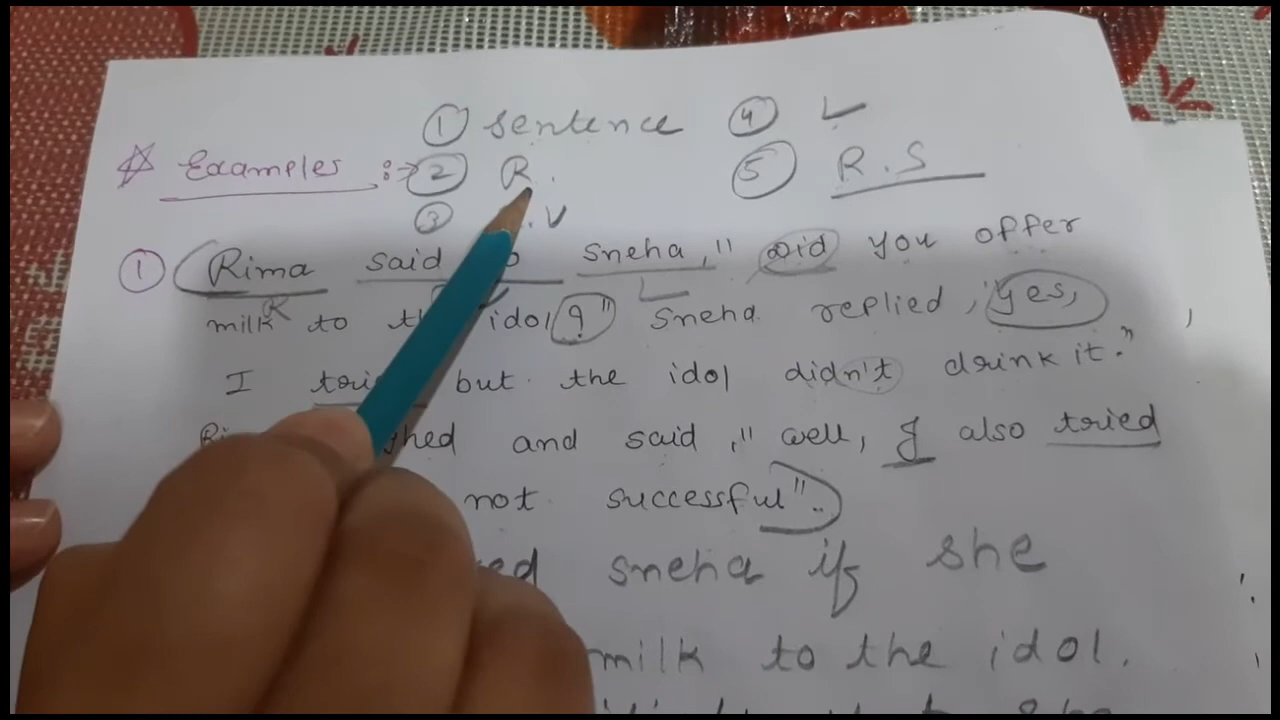 ① sentence ④ L
☆ Examples :→ ② R.
③ .V ⑤ R.S
① Rima said Sneha," Did you offer
milk to idol?" Sneha replied, "Yes,
R L
I but the idol didn't drink it."
and said ," well, I also tried
not successful".
sneha if she
milk to the idol.